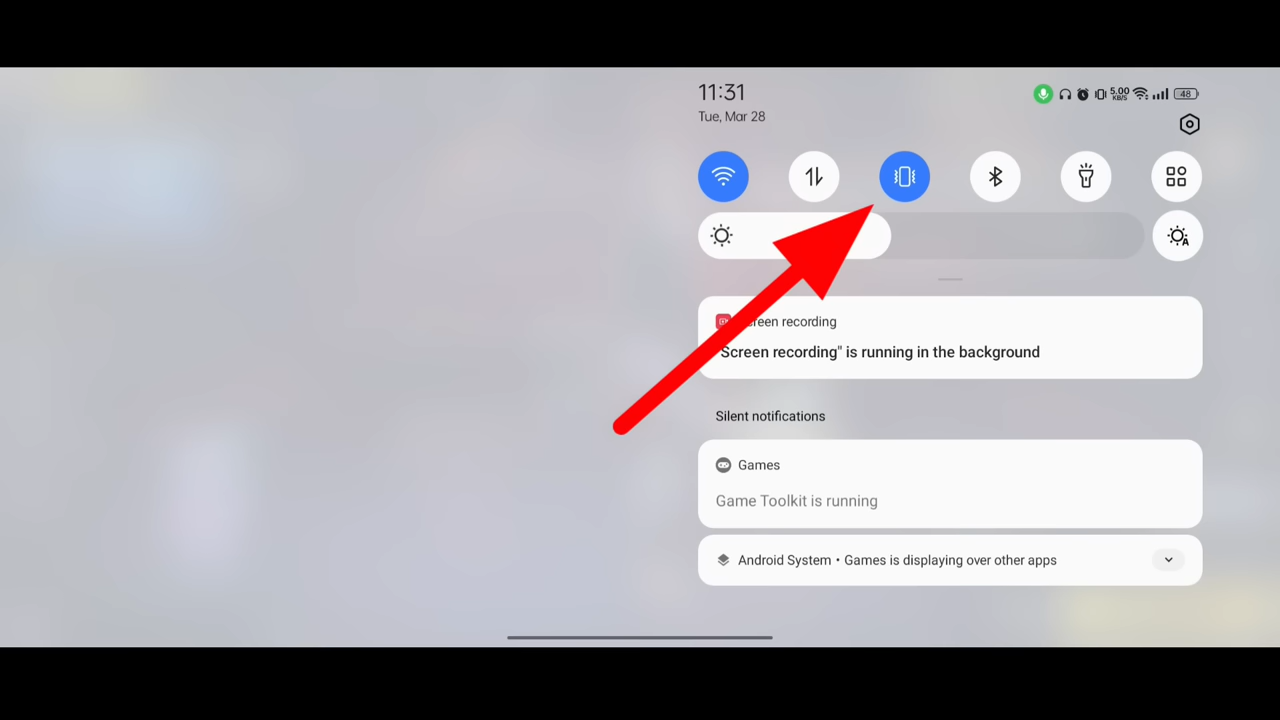 11:31
5.00
KB/S
48
Tue, Mar 28
A
Screen recording
"Screen recording" is running in the background
Silent notifications
Games
Game Toolkit is running
Android System • Games is displaying over other apps